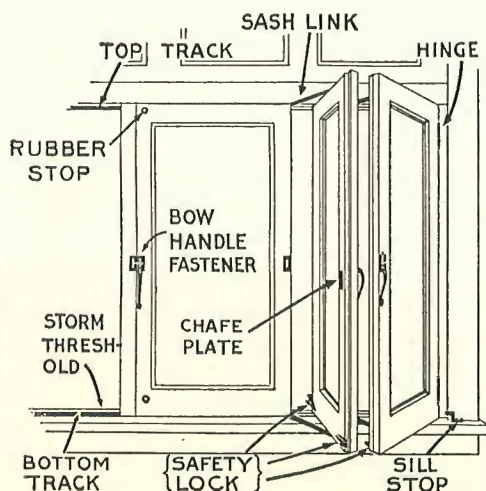 SASH LINK
TOP TRACK
HINGE
RUBBER
STOP
BOW
HANDLE
FASTENER
CHAFE
PLATE
STORM
THRESH-
OLD
BOTTOM
TRACK
{SAFETY}
{LOCK}
SILL
STOP